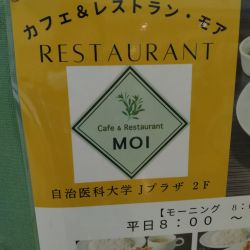 カフェ&レストラン・モア
RESTAURANT
Cafe & Restaurant
MOI
自治医科大学 Jプラザ 2F
【モーニング 8:
平日8:00 ~